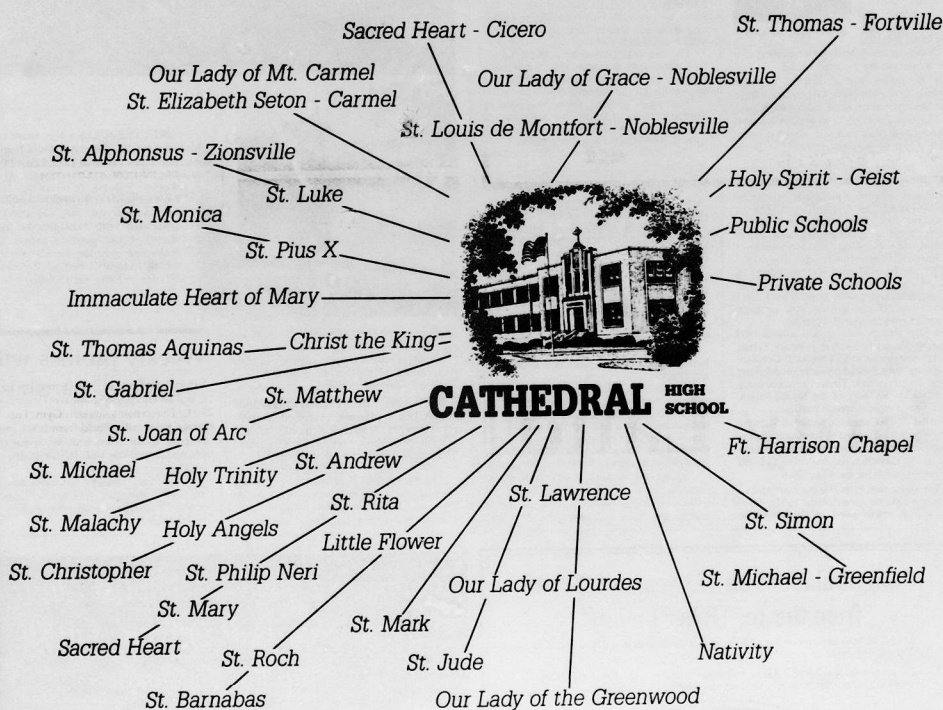 Sacred Heart - Cicero
St. Thomas - Fortville
Our Lady of Mt. Carmel
St. Elizabeth Seton - Carmel
Our Lady of Grace - Noblesville
St. Louis de Montfort - Noblesville
St. Alphonsus - Zionsville
St. Luke
Holy Spirit - Geist
St. Monica
Public Schools
St. Pius X
Private Schools
Immaculate Heart of Mary
Christ the King
St. Thomas Aquinas
St. Gabriel
St. Matthew
CATHEDRAL HIGH SCHOOL
St. Joan of Arc
Ft. Harrison Chapel
St. Michael
Holy Trinity
St. Andrew
St. Rita
St. Lawrence
St. Malachy
Holy Angels
Little Flower
St. Simon
St. Christopher
St. Philip Neri
Our Lady of Lourdes
St. Michael - Greenfield
St. Mary
St. Mark
Sacred Heart
St. Roch
St. Jude
Nativity
St. Barnabas
Our Lady of the Greenwood